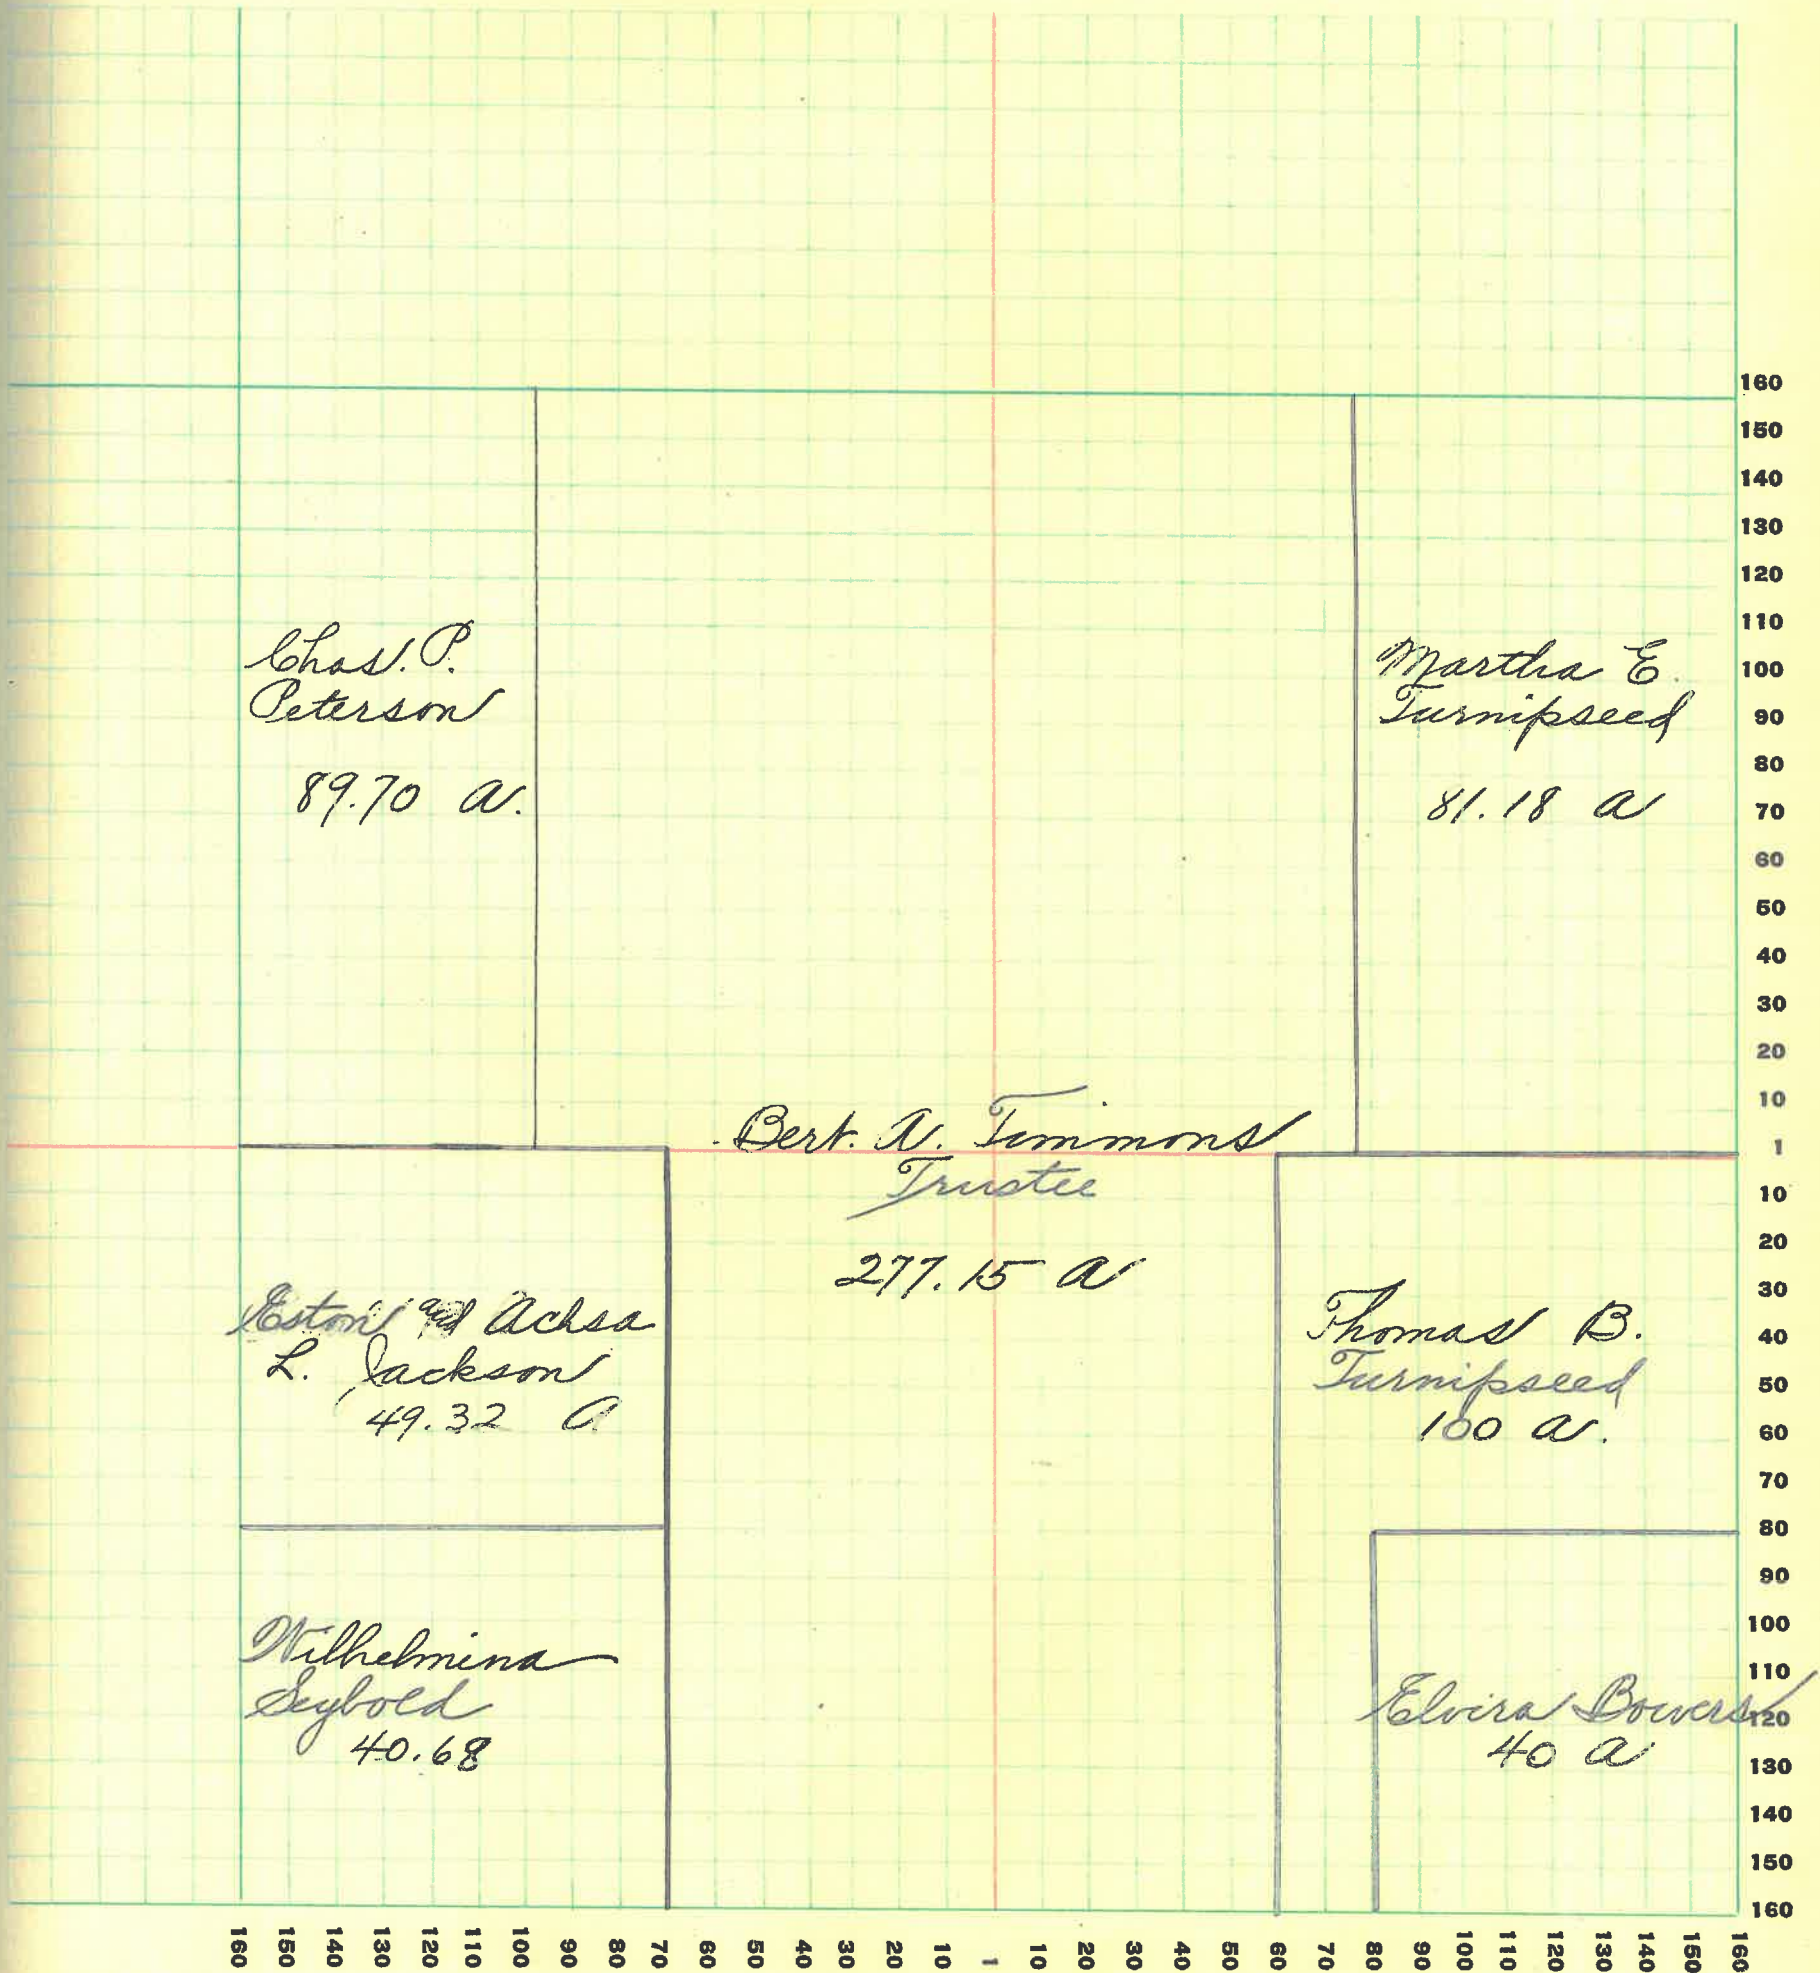 Chas. P.
Peterson
89.70 A.
Martha E.
Turnipseed
81.18 A
Bert. A. Timmons
Trustee
277.15 A
Eston and Achsa
L. Jackson
49.32 A
Thomas B.
Turnipseed
100 A.
Wilhelmina
Seybold
40.68
Elvira Bowers
40 A
160
150
140
130
120
110
100
90
80
70
60
50
40
30
20
10
1
10
20
30
40
50
60
70
80
90
100
110
120
130
140
150
160
160 150 140 130 120 110 100 90 80 70 60 50 40 30 20 10 1 10 20 30 40 50 60 70 80 90 100 110 120 130 140 150 160